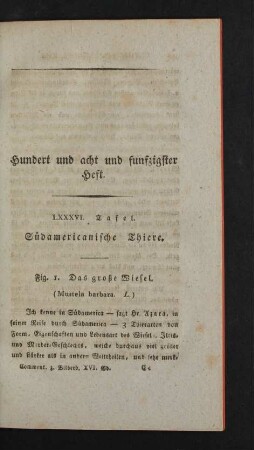 Hundert und acht und funfzigster
Heft.
LXXXVI. Tafel.
Südamericanische Thiere.
Fig. 1. Das große Wiesel.
(Mustela barbara L.)
Ich kenne in Südamerica — sagt Hr. Azara, in
seiner Reise durch Südamerica — 3 Thierarten von
Form, Eigenschaften und Lebensart des Wiesel-, Iltis-
und Marder-Geschlechts, welche durchaus viel größer
und stärker als in andern Welttheilen, und sehr
Comment. z. Bilderb. XVI. Bd.